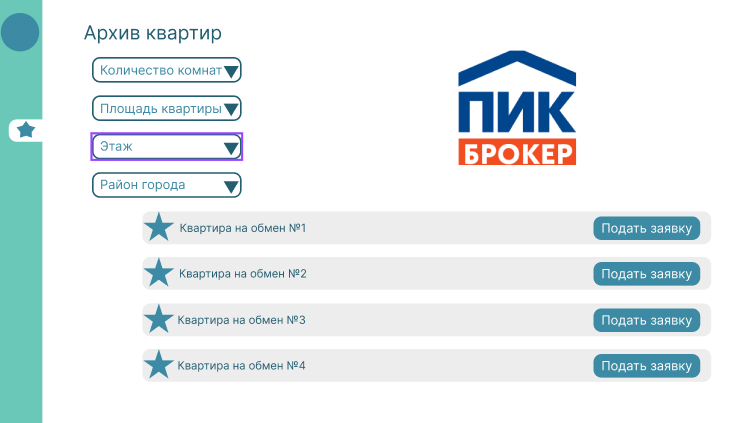 Архив квартир
Количество комнат
Площадь квартиры
Этаж
Район города
ПИК
БРОКЕР
Квартира на обмен №1
Подать заявку
Квартира на обмен №2
Подать заявку
Квартира на обмен №3
Подать заявку
Квартира на обмен №4
Подать заявку